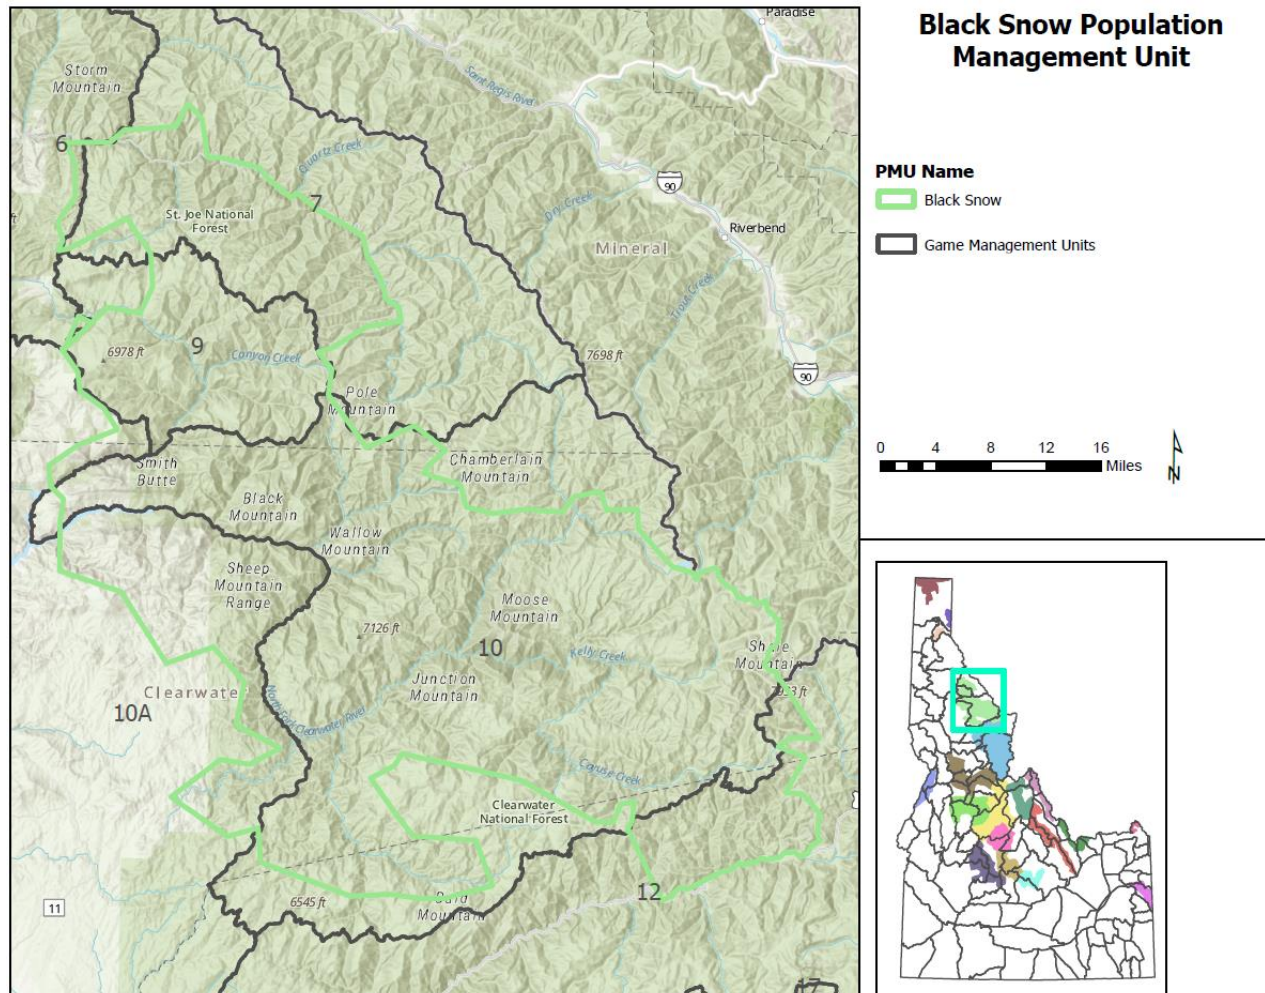 Black Snow Population
Management Unit
PMU Name
Black Snow
Game Management Units
0 4 8 12 16
Miles
N
Paradise
Storm
Mountain
Saint Regis River
6
Quartz Creek
90
7
Dry Creek
St. Joe National
Forest
Riverbend
Mineral
Trout Creek
9
6978 ft
Canyon Creek
7698 ft
90
Pole
Mountain
Smith
Butte
Chamberlain
Mountain
Black
Mountain
Wallow
Mountain
Sheep
Mountain
Range
Moose
Mountain
7126 ft
10
Kelly Creek
Mountain
Junction
Mountain
Clearwater
10A
North Fork Clearwater River
Cayuse Creek
Clearwater
National Forest
6545 ft
Mountain
12
11
17